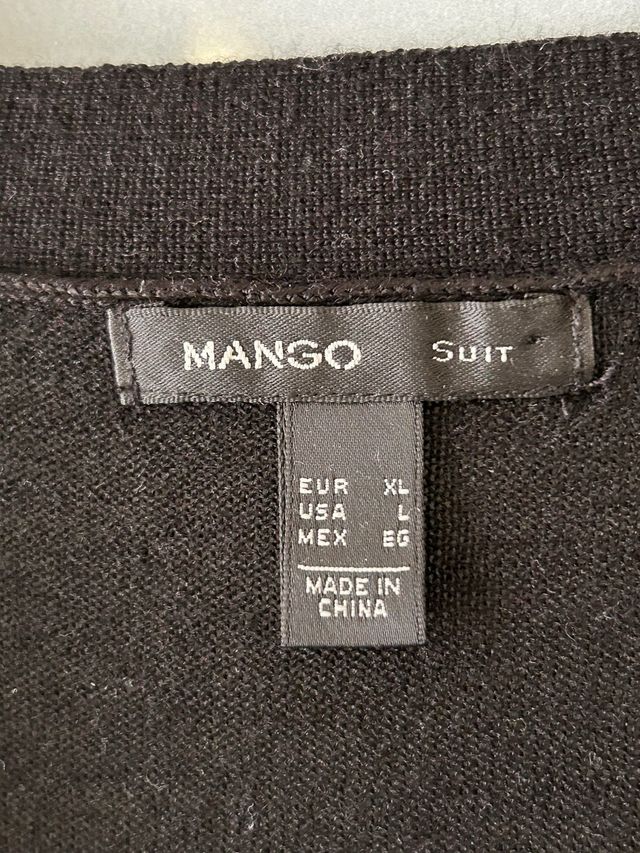 MANGO SUIT
EUR XL
USA L
MEX EG
MADE IN
CHINA